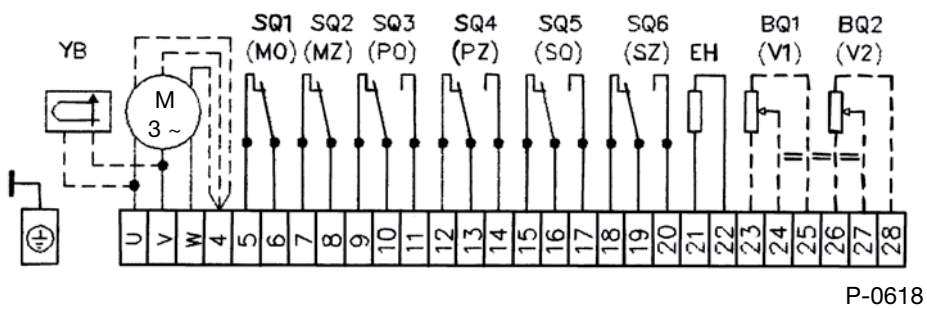 SQ1 SQ2 SQ3 SQ4 SQ5 SQ6 BQ1 BQ2
YB (MO) (MZ) (PO) (PZ) (SO) (SZ) EH (V1) (V2)
M
3 ~
U V W 4 5 6 7 8 9 10 11 12 13 14 15 16 17 18 19 20 21 22 23 24 25 26 27 28
P-0618